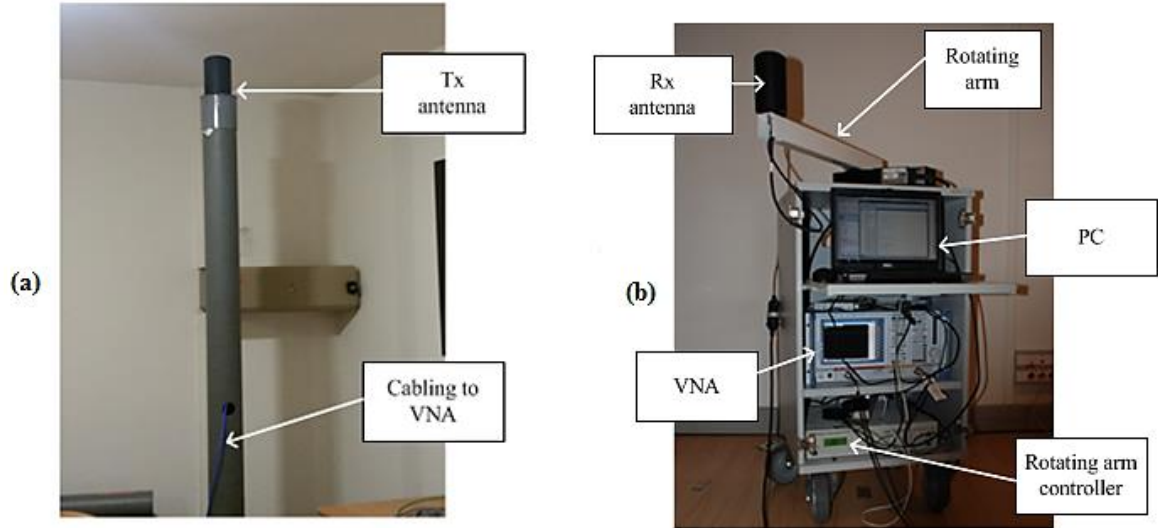 (a)
Tx
antenna
Cabling to
VNA
(b)
Rx
antenna
Rotating
arm
PC
VNA
Rotating arm
controller